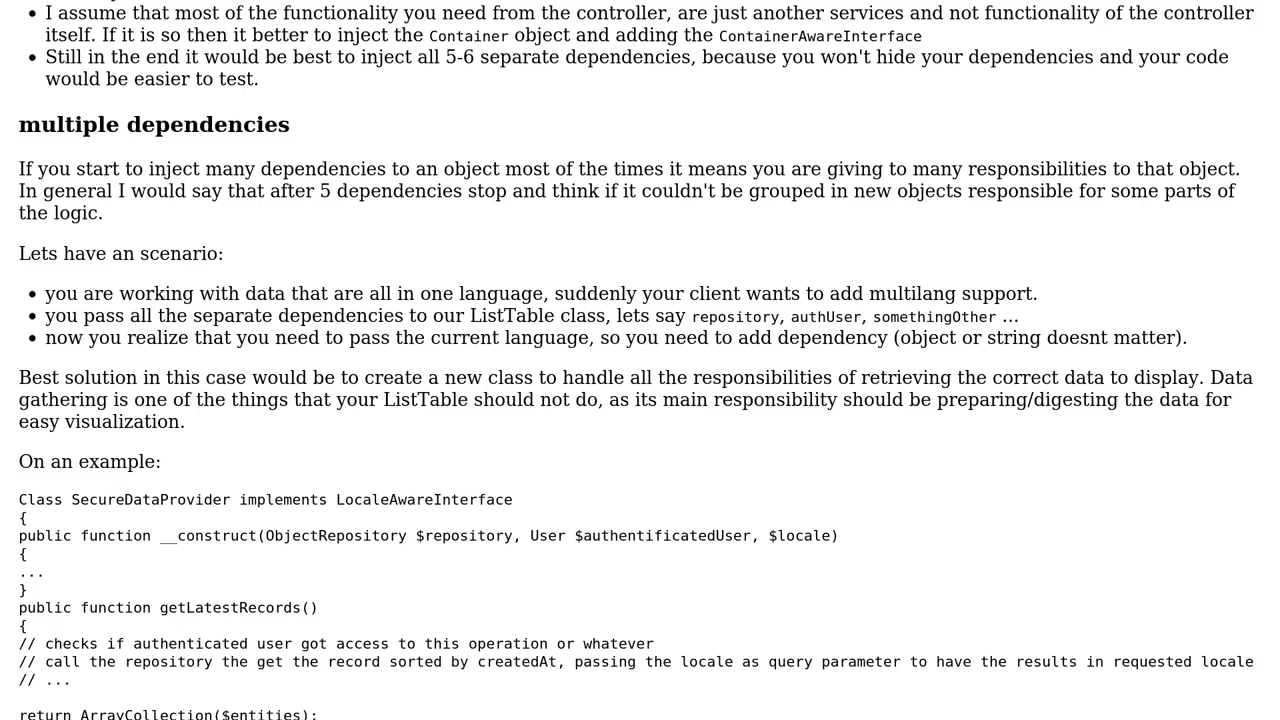 I assume that most of the functionality you need from the controller, are just another services and not functionality of the controller
itself. If it is so then it better to inject the Container object and adding the ContainerAwareInterface
Still in the end it would be best to inject all 5-6 separate dependencies, because you won't hide your dependencies and your code
would be easier to test.
multiple dependencies
If you start to inject many dependencies to an object most of the times it means you are giving to many responsibilities to that object.
In general I would say that after 5 dependencies stop and think if it couldn't be grouped in new objects responsible for some parts of
the logic.
Lets have an scenario:
you are working with data that are all in one language, suddenly your client wants to add multilang support.
you pass all the separate dependencies to our ListTable class, lets say repository, authUser, somethingOther ...
now you realize that you need to pass the current language, so you need to add dependency (object or string doesnt matter).
Best solution in this case would be to create a new class to handle all the responsibilities of retrieving the correct data to display. Data
gathering is one of the things that your ListTable should not do, as its main responsibility should be preparing/digesting the data for
easy visualization.
On an example:
Class SecureDataProvider implements LocaleAwareInterface
{
public function __construct(ObjectRepository $repository, User $authentificatedUser, $locale)
{
...
}
public function getLatestRecords()
{
// checks if authenticated user got access to this operation or whatever
// call the repository the get the record sorted by createdAt, passing the locale as query parameter to have the results in requested locale
// ...
return ArrayCollection($entities);